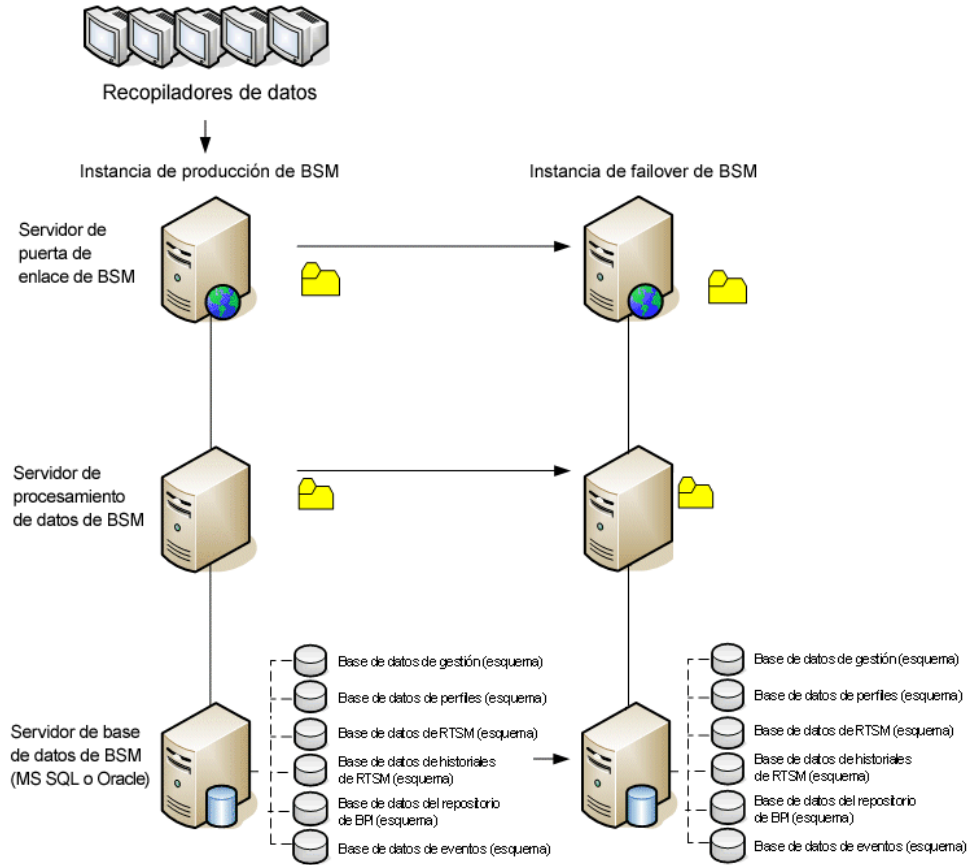 Recopiladores de datos
Instancia de producción de BSM
Instancia de failover de BSM
Servidor de
puerta de
enlace de BSM
Servidor de
procesamiento
de datos de BSM
Servidor de base
de datos de BSM
(MS SQL o Oracle)
Base de datos de gestión (esquema)
Base de datos de perfiles (esquema)
Base de datos de RTSM (esquema)
Base de datos de historiales
de RTSM (esquema)
Base de datos del repositorio
de BPI (esquema)
Base de datos de eventos (esquema)
Base de datos de gestión (esquema)
Base de datos de perfiles (esquema)
Base de datos de RTSM (esquema)
Base de datos de historiales
de RTSM (esquema)
Base de datos del repositorio
de BPI (esquema)
Base de datos de eventos (esquema)